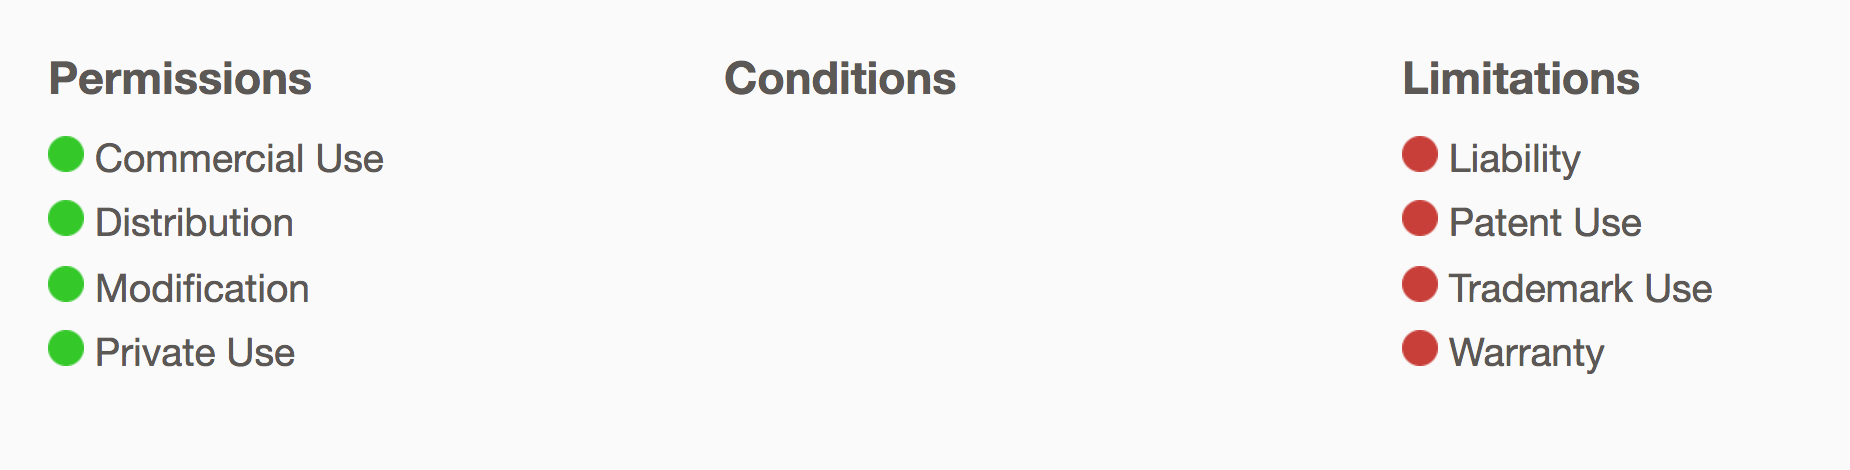 Permissions
Commercial Use
Distribution
Modification
Private Use
Conditions
Limitations
Liability
Patent Use
Trademark Use
Warranty